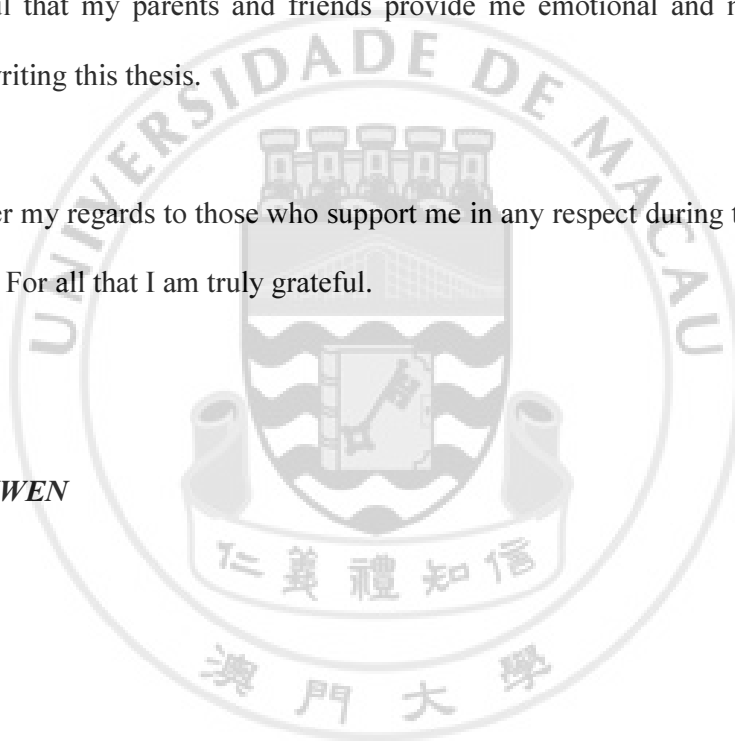 ul that my parents and friends provide me emotional and
writing this thesis.
er my regards to those who support me in any respect during
For all that I am truly grateful.
WEN
UNIVERSIDADE DE MACAU
仁義禮知信
澳門大學